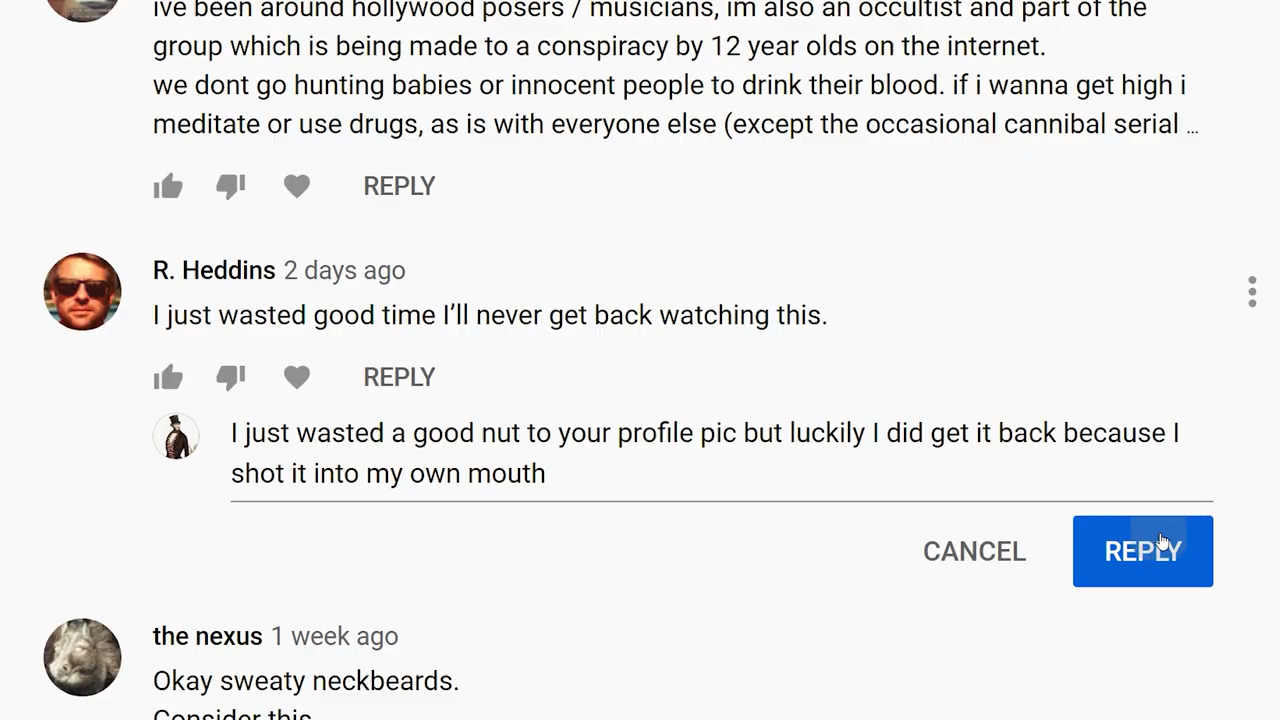 ive been around hollywood posers / musicians, im also an occultist and part of the
group which is being made to a conspiracy by 12 year olds on the internet.
we dont go hunting babies or innocent people to drink their blood. if i wanna get high i
meditate or use drugs, as is with everyone else (except the occasional cannibal serial ...
REPLY
R. Heddins 2 days ago
I just wasted good time I’ll never get back watching this.
REPLY
I just wasted a good nut to your profile pic but luckily I did get it back because I
shot it into my own mouth
CANCEL REPLY
the nexus 1 week ago
Okay sweaty neckbeards.
Consider this